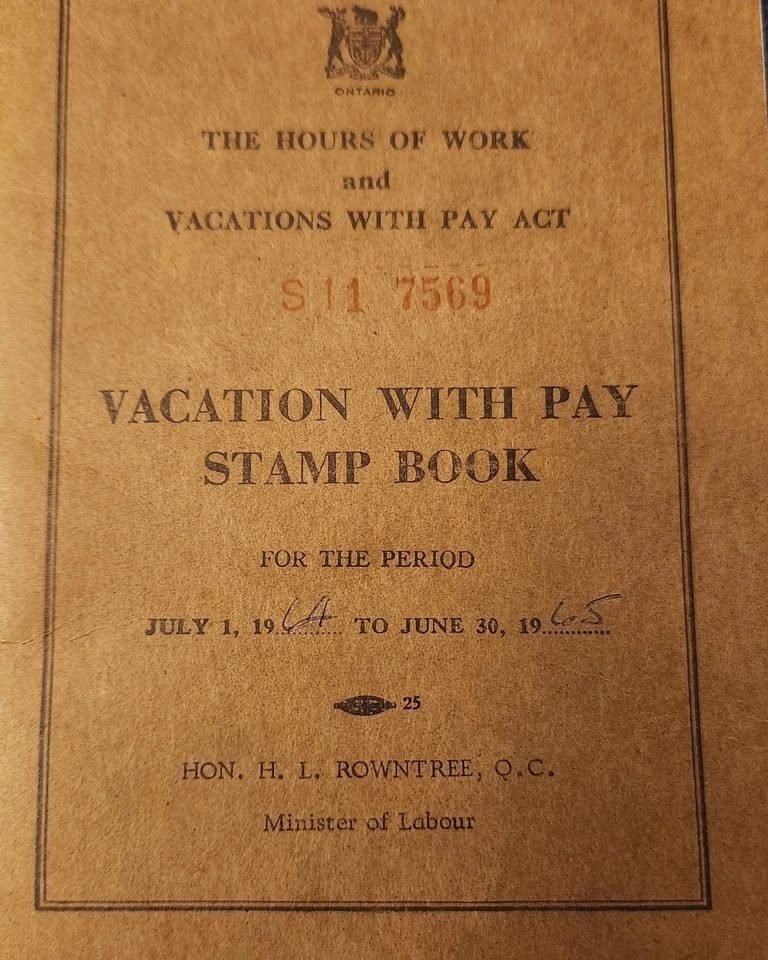 ONTARIO
THE HOURS OF WORK
and
VACATIONS WITH PAY ACT
S 11 7569
VACATION WITH PAY
STAMP BOOK
FOR THE PERIOD
JULY 1, 1964 TO JUNE 30, 1965
25
HON. H. L. ROWNTREE, Q.C.
Minister of Labour